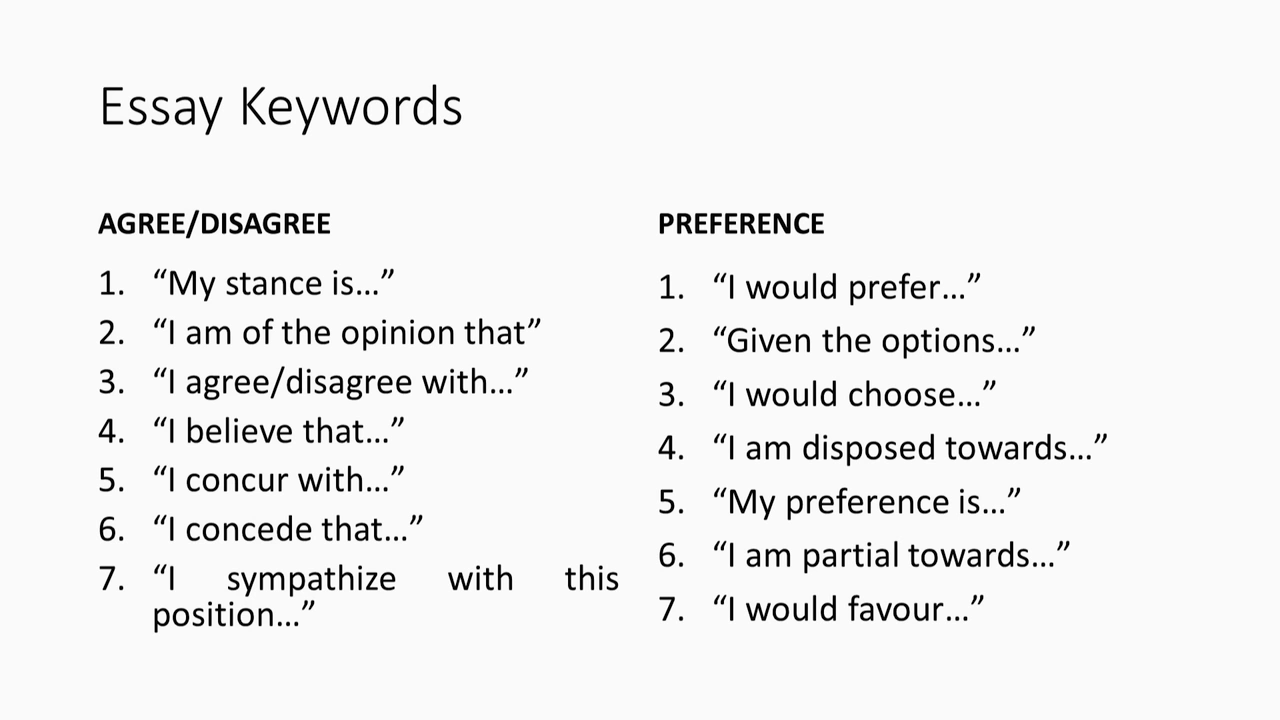 Essay Keywords
AGREE/DISAGREE
1. “My stance is…”
2. “I am of the opinion that”
3. “I agree/disagree with…”
4. “I believe that…”
5. “I concur with…”
6. “I concede that…”
7. “I sympathize with this
position…”
PREFERENCE
1. “I would prefer…”
2. “Given the options…”
3. “I would choose…”
4. “I am disposed towards…”
5. “My preference is…”
6. “I am partial towards…”
7. “I would favour…”